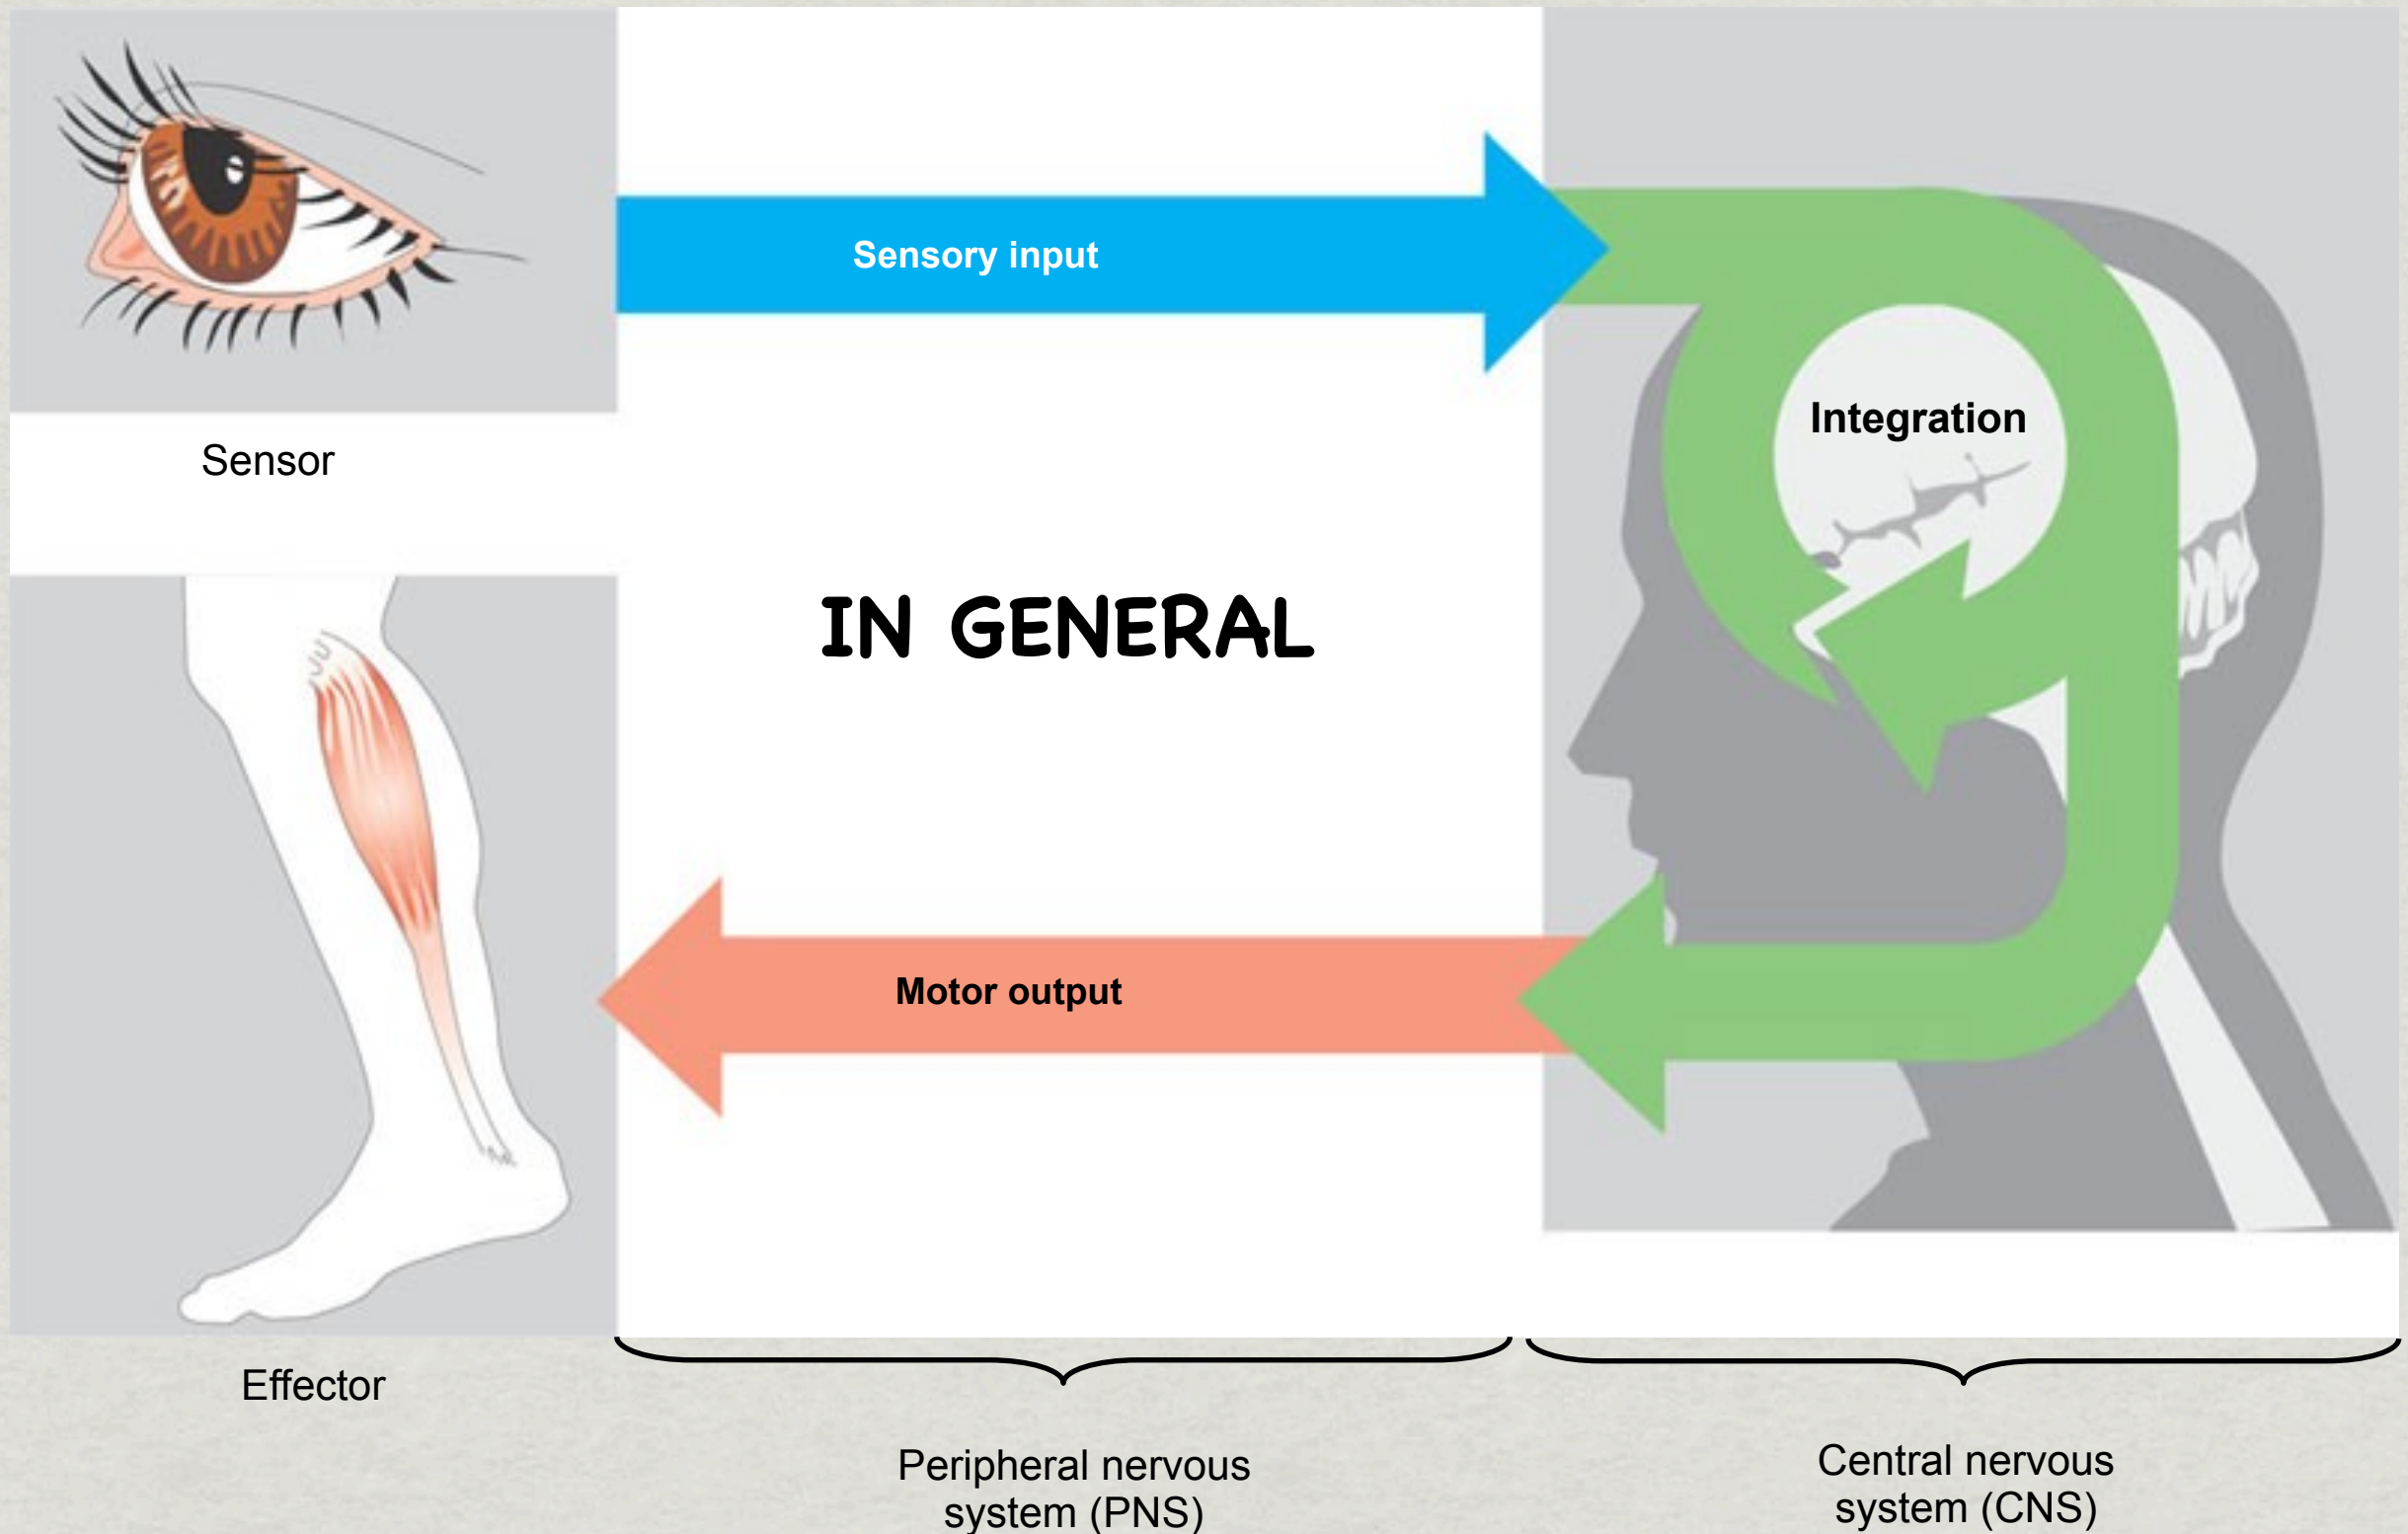 Sensory input
Integration
Sensor
IN GENERAL
Motor output
Effector
Peripheral nervous
system (PNS)
Central nervous
system (CNS)